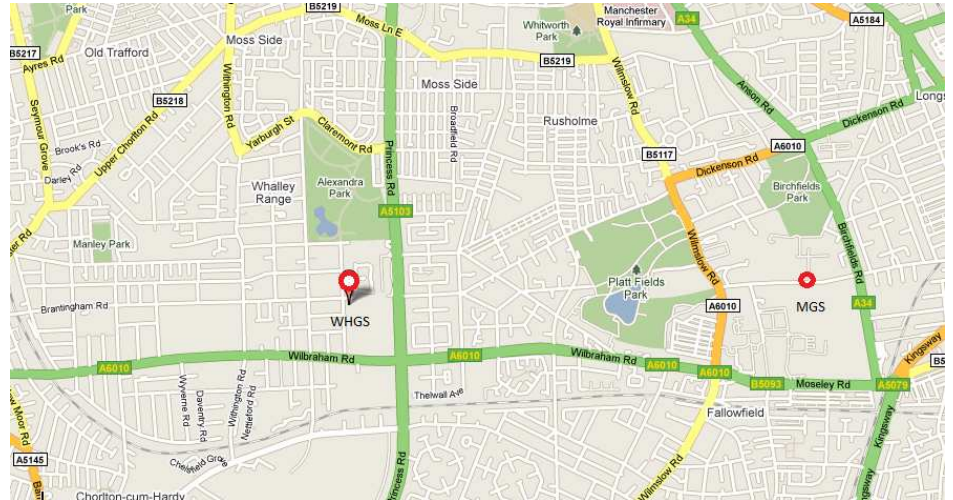 Park
B5219
Manchester
Royal Infirmary
A34
A5184
Moss Ln E
Whitworth
Park
Moss Side
Old Trafford
B5217
Ayres Rd
B5219
Withington Rd
Wilmslow Rd
Moss Side
Anson Rd
Longs
B5218
Seymour Grove
Upper Chorlton Rd
Yarburgh St
Claremont Rd
Broadfield Rd
Rusholme
Dickenson Rd
Brook's Rd
Darley Rd
Princess Rd
B5117
A6010
Dickenson Rd
Whalley
Range
Alexandra
Park
Birchfields
Park
A5103
Manley Park
Wilmslow Rd
Birchfields Rd
Platt Fields
Park
Brantingham Rd
WHGS
A6010
MGS
A34
Kingsway
Wilbraham Rd
A6010
Wilbraham Rd
A6010
A6010
A6010
B5093
Moseley Rd
A5079
Wyverne Rd
Daventry Rd
Withington Rd
Nettleford Rd
Thelwall Ave
Fallowfield
Moor Rd
Kingsway
Princess Rd
Wilmslow Rd
A5145
Chelsfield Grove
Chorlton-cum-Hardy